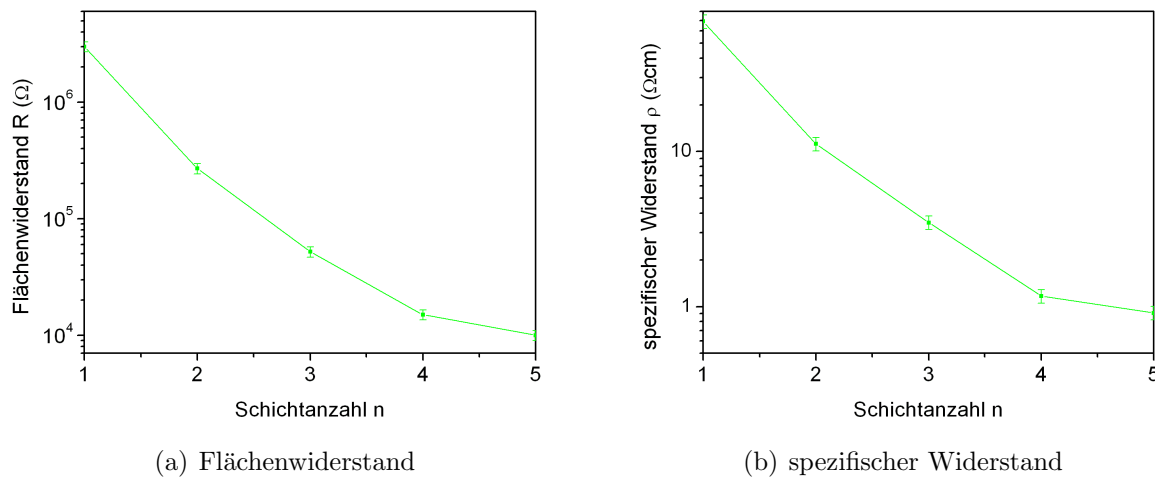 Flächenwiderstand R (Ω)
10^6
10^5
10^4
1 2 3 4 5
Schichtanzahl n
(a) Flächenwiderstand
spezifischer Widerstand ρ (Ωcm)
10
1
1 2 3 4 5
Schichtanzahl n
(b) spezifischer Widerstand